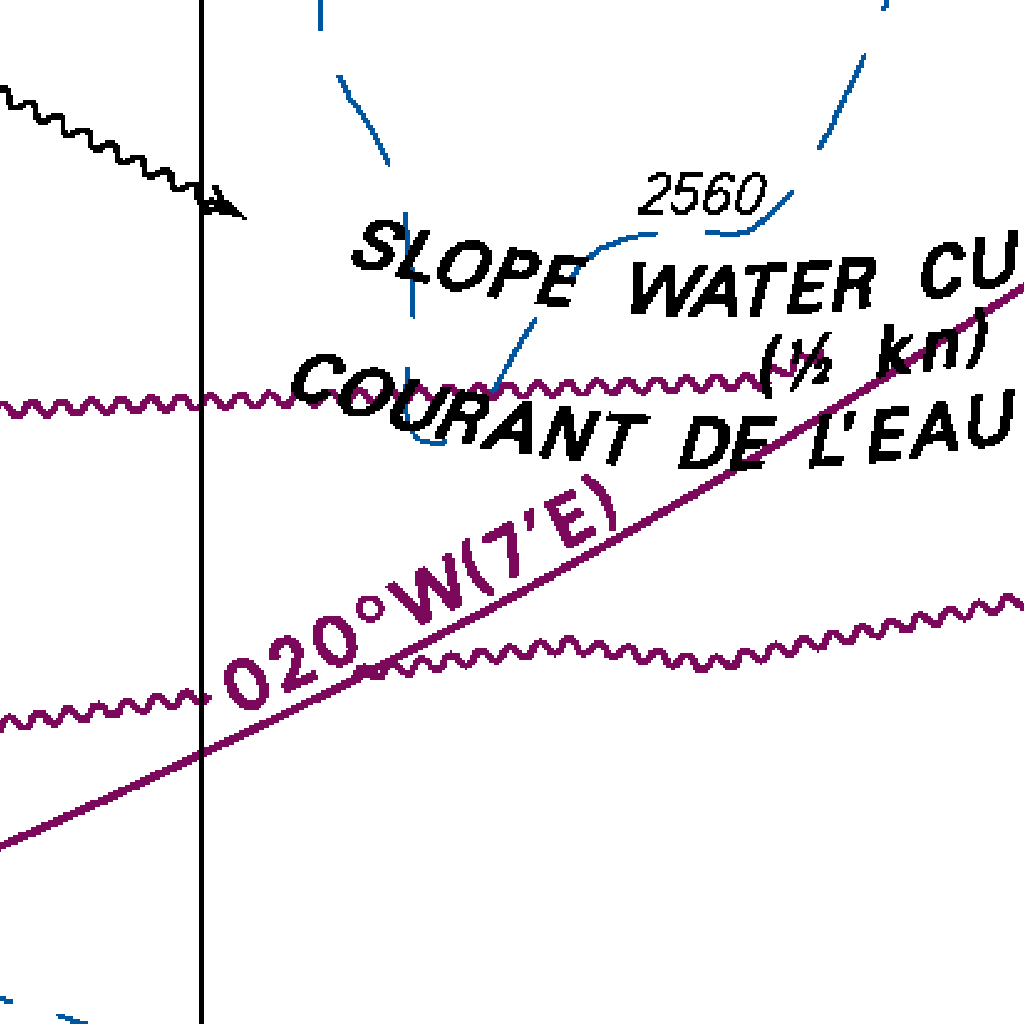 2560
SLOPE WATER CU
(½ kn)
COURANT DE L'EAU
020°W(7'E)